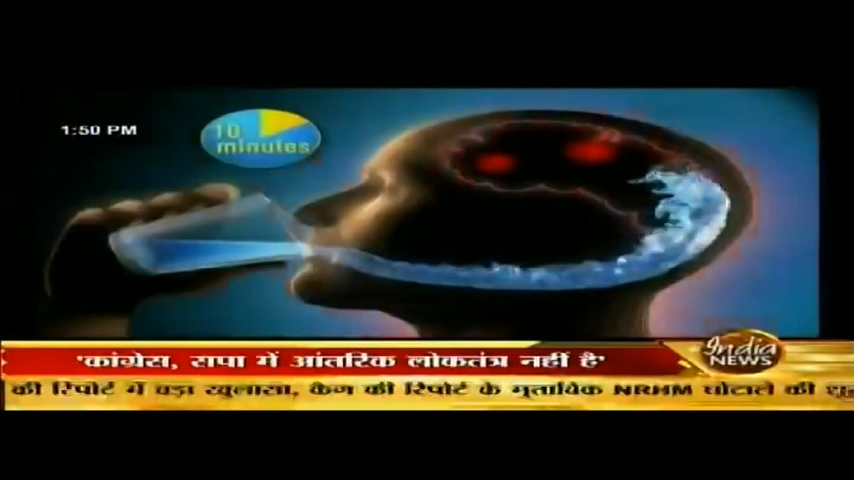 1:50 PM
10
minutes
'कांग्रेस, सपा में आंतरिक लोकतंत्र नहीं है'
India
NEWS
की रिपोर्ट में बड़ा खुलासा, कैग की रिपोर्ट के मुताबिक NRHM घोटाले की